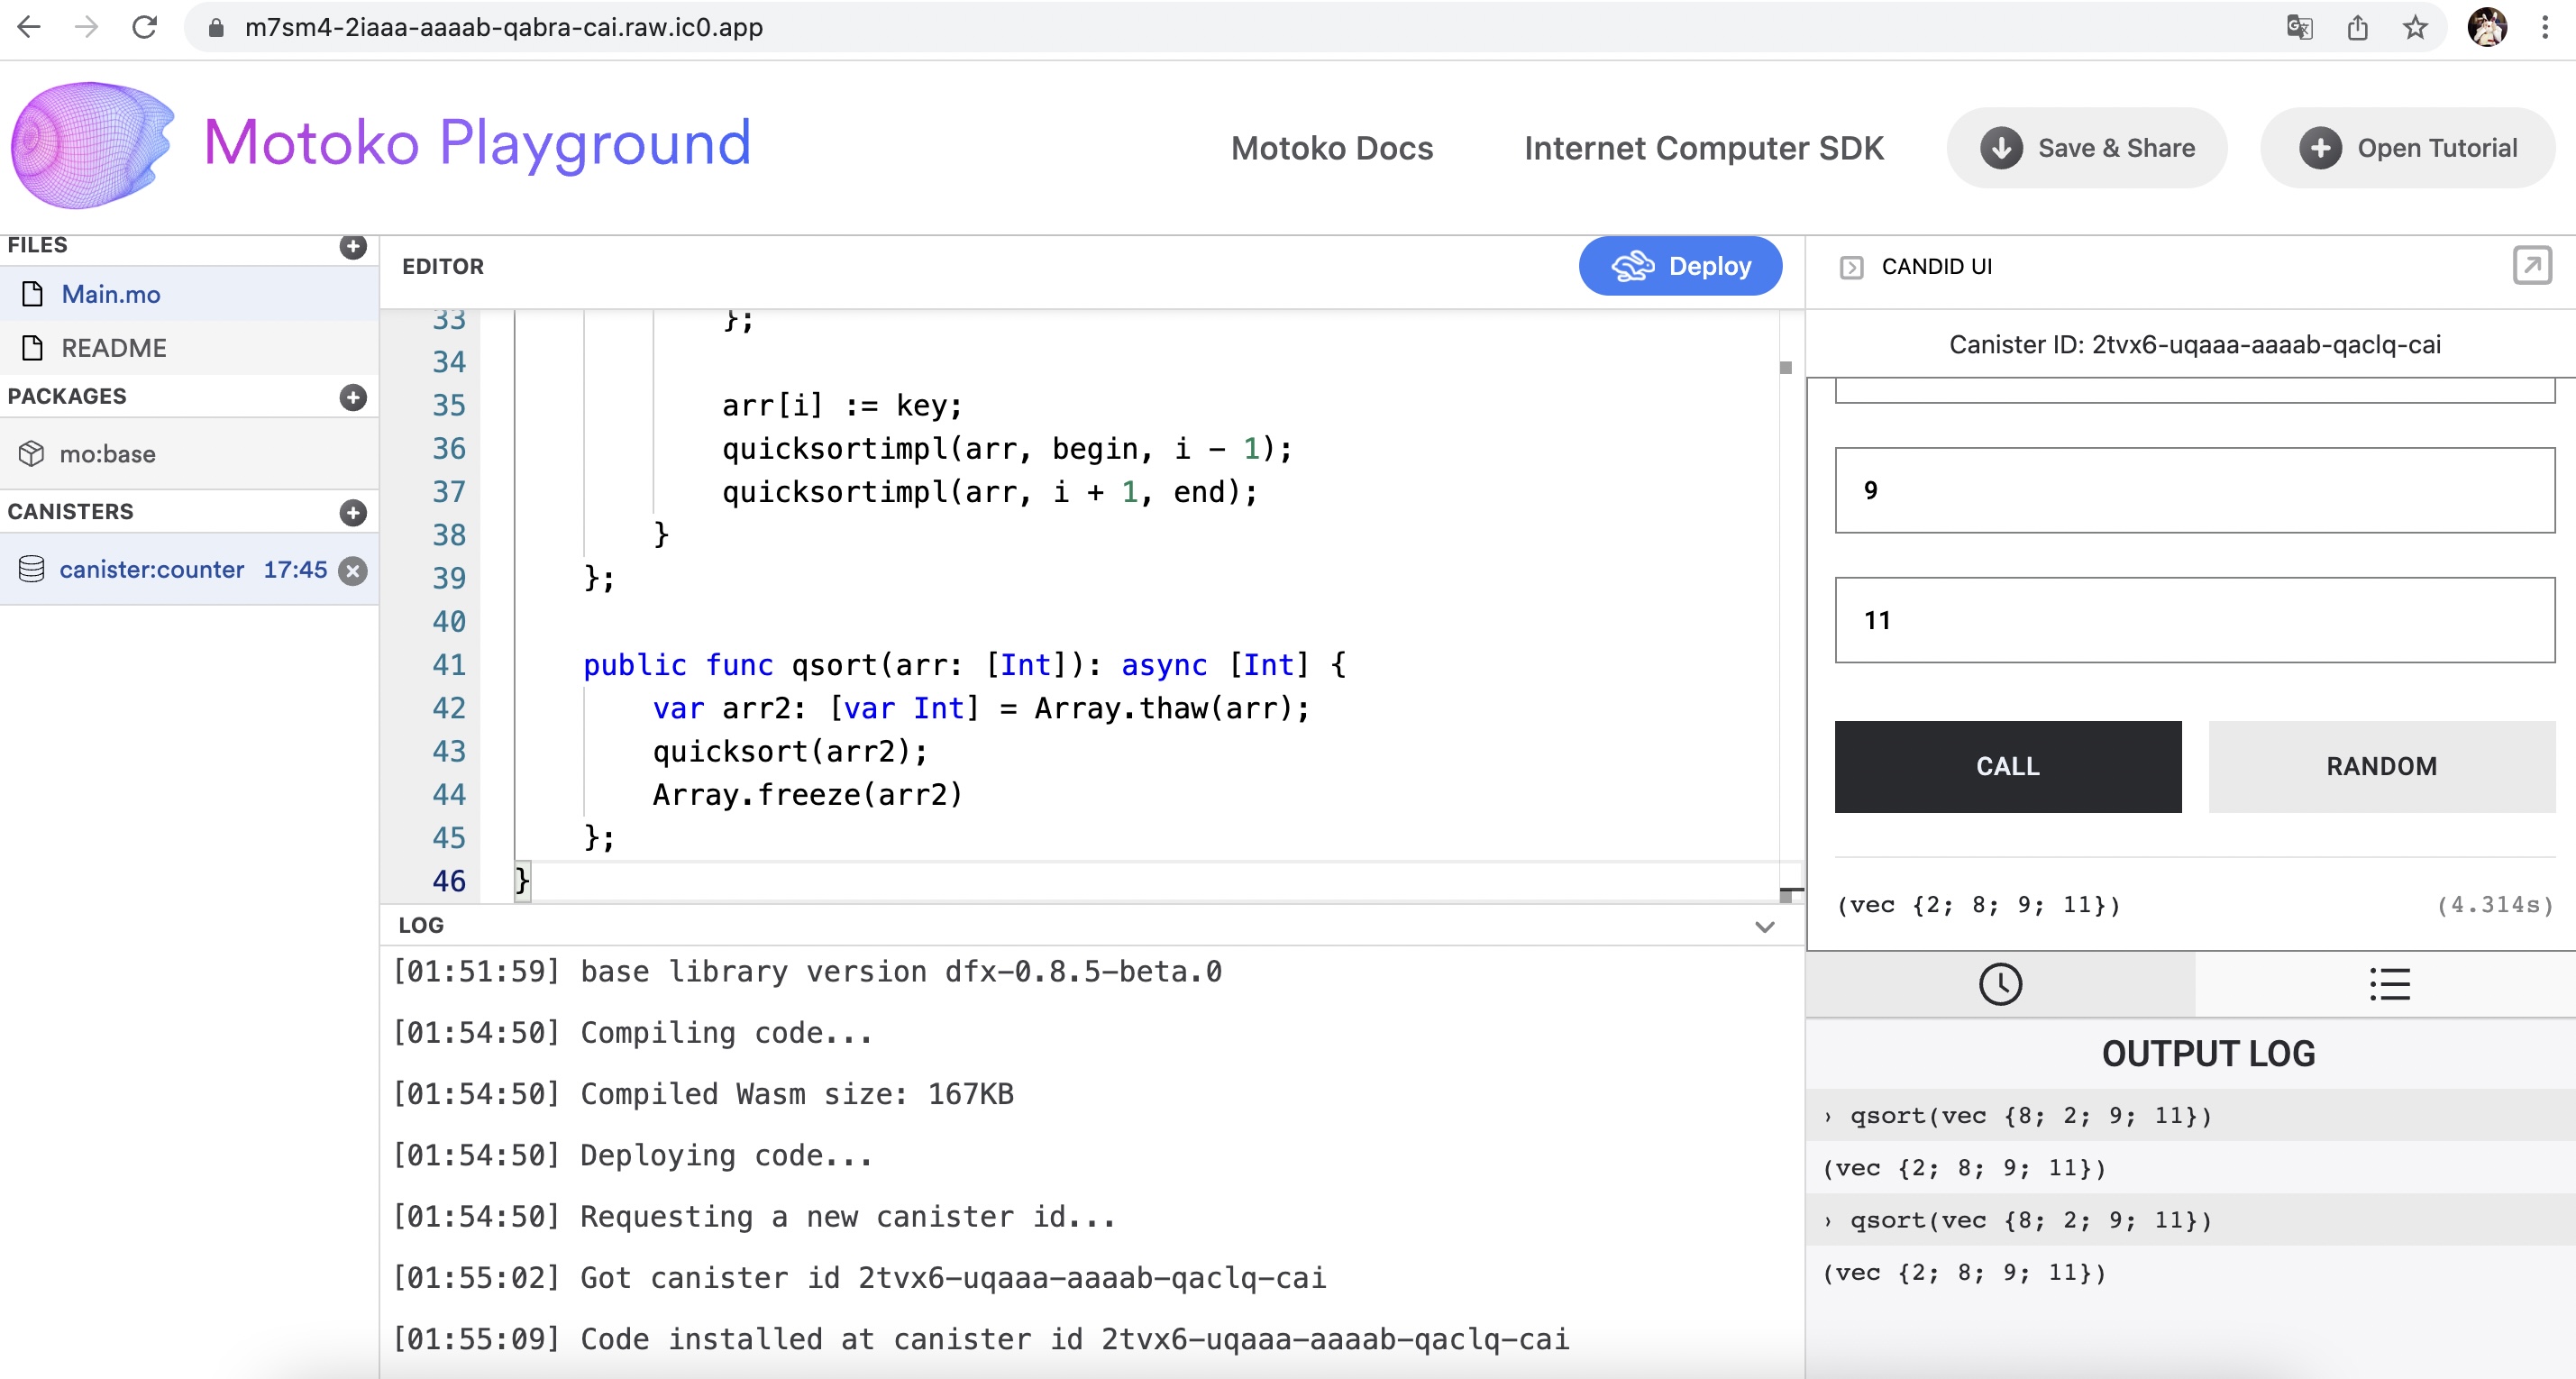 m7sm4-2iaaa-aaaab-qabra-cai.raw.ic0.app
Motoko Playground
Motoko Docs
Internet Computer SDK
Save & Share
Open Tutorial
FILES
Main.mo
README
PACKAGES
mo:base
CANISTERS
canister:counter 17:45
EDITOR
Deploy
33 };
34
35 arr[i] := key;
36 quicksortimpl(arr, begin, i - 1);
37 quicksortimpl(arr, i + 1, end);
38 }
39 };
40
41 public func qsort(arr: [Int]): async [Int] {
42 var arr2: [var Int] = Array.thaw(arr);
43 quicksort(arr2);
44 Array.freeze(arr2)
45 };
46 }
LOG
[01:51:59] base library version dfx-0.8.5-beta.0
[01:54:50] Compiling code...
[01:54:50] Compiled Wasm size: 167KB
[01:54:50] Deploying code...
[01:54:50] Requesting a new canister id...
[01:55:02] Got canister id 2tvx6-uqaaa-aaaab-qaclq-cai
[01:55:09] Code installed at canister id 2tvx6-uqaaa-aaaab-qaclq-cai
CANDID UI
Canister ID: 2tvx6-uqaaa-aaaab-qaclq-cai
9
11
CALL
RANDOM
(vec {2; 8; 9; 11})
(4.314s)
OUTPUT LOG
› qsort(vec {8; 2; 9; 11})
(vec {2; 8; 9; 11})
› qsort(vec {8; 2; 9; 11})
(vec {2; 8; 9; 11})